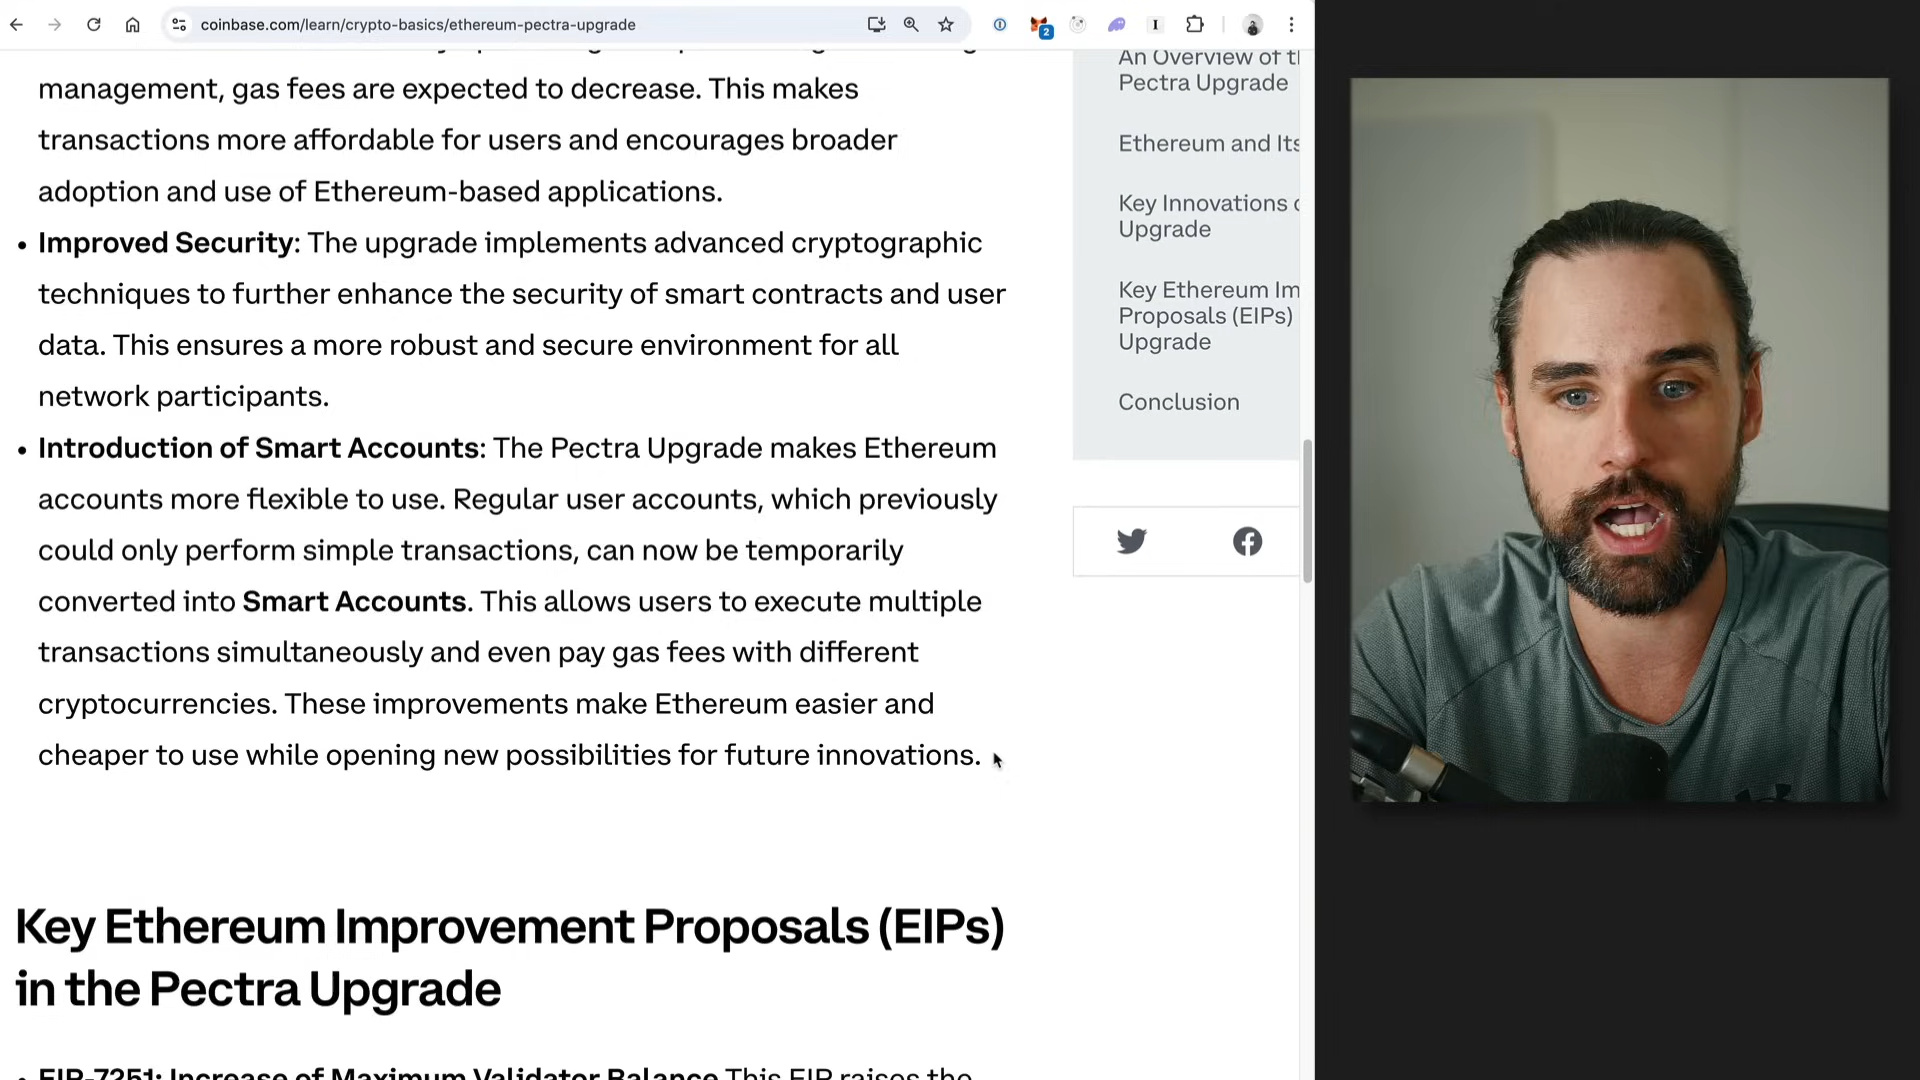 coinbase.com/learn/crypto-basics/ethereum-pectra-upgrade
2
management, gas fees are expected to decrease. This makes
transactions more affordable for users and encourages broader
adoption and use of Ethereum-based applications.
• Improved Security: The upgrade implements advanced cryptographic
techniques to further enhance the security of smart contracts and user
data. This ensures a more robust and secure environment for all
network participants.
• Introduction of Smart Accounts: The Pectra Upgrade makes Ethereum
accounts more flexible to use. Regular user accounts, which previously
could only perform simple transactions, can now be temporarily
converted into Smart Accounts. This allows users to execute multiple
transactions simultaneously and even pay gas fees with different
cryptocurrencies. These improvements make Ethereum easier and
cheaper to use while opening new possibilities for future innovations.
Key Ethereum Improvement Proposals (EIPs)
in the Pectra Upgrade
• EIP-7251: Increase of Maximum Validator Balance This EIP raises the
An Overview of
Pectra Upgrade
Ethereum and Its
Key Innovations
Upgrade
Key Ethereum Im
Proposals (EIPs)
Upgrade
Conclusion